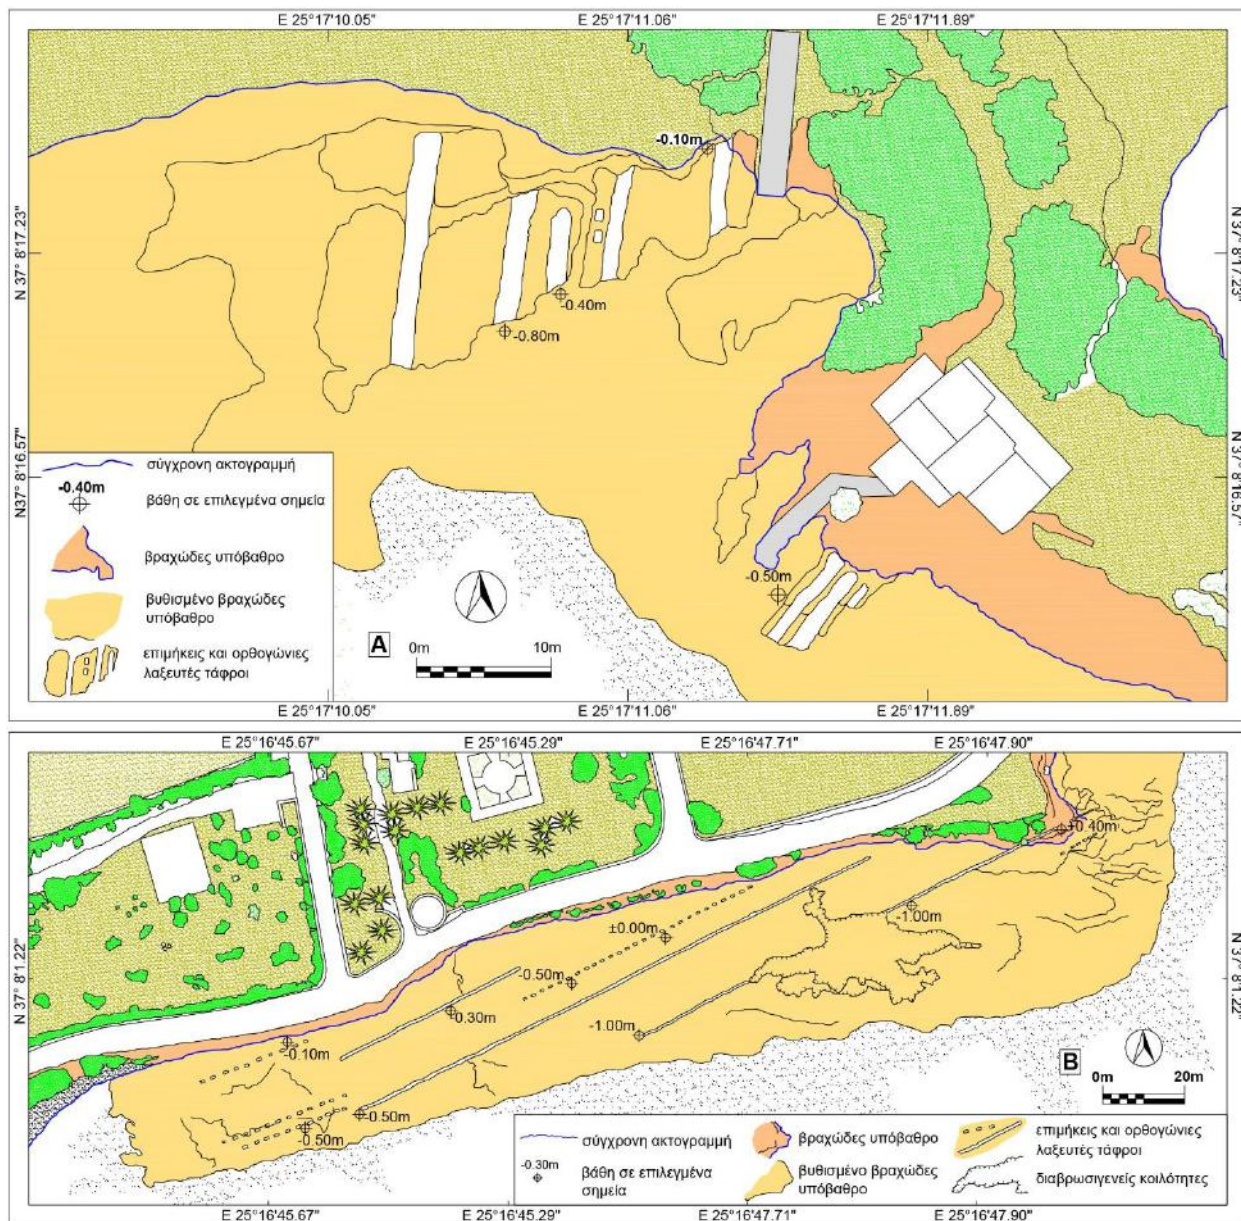 E 25°17'10.05"
E 25°17'11.06"
E 25°17'11.89"
N 37° 8'17.23"
N37° 8'16.57"
N 37° 8'17.23"
N 37° 8'16.57"
-0.10m
-0.40m
-0.80m
-0.50m
σύγχρονη ακτογραμμή
-0.40m
βάθη σε επιλεγμένα σημεία
βραχώδες υπόβαθρο
βυθισμένο βραχώδες
υπόβαθρο
επιμήκεις και ορθογώνιες
λαξευτές τάφροι
A
0m
10m
E 25°17'10.05"
E 25°17'11.06"
E 25°17'11.89"
E 25°16'45.67"
E 25°16'45.29"
E 25°16'47.71"
E 25°16'47.90"
N 37° 8'1.22"
N 37° 8'1.22"
±0.40m
-1.00m
±0.00m
-0.50m
0.30m
-1.00m
-0.10m
-0.50m
-0.50m
B
0m
20m
σύγχρονη ακτογραμμή
-0.30m
βάθη σε επιλεγμένα
σημεία
βραχώδες υπόβαθρο
βυθισμένο βραχώδες
υπόβαθρο
επιμήκεις και ορθογώνιες
λαξευτές τάφροι
διαβρωσιγενείς κοιλότητες
E 25°16'45.67"
E 25°16'45.29"
E 25°16'47.71"
E 25°16'47.90"